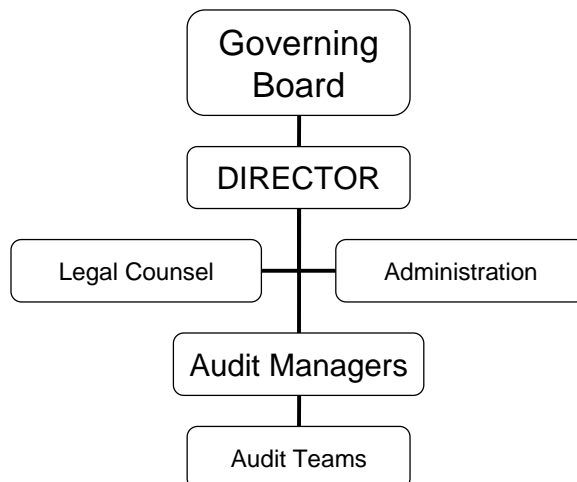 Governing
Board
DIRECTOR
Legal Counsel
Administration
Audit Managers
Audit Teams